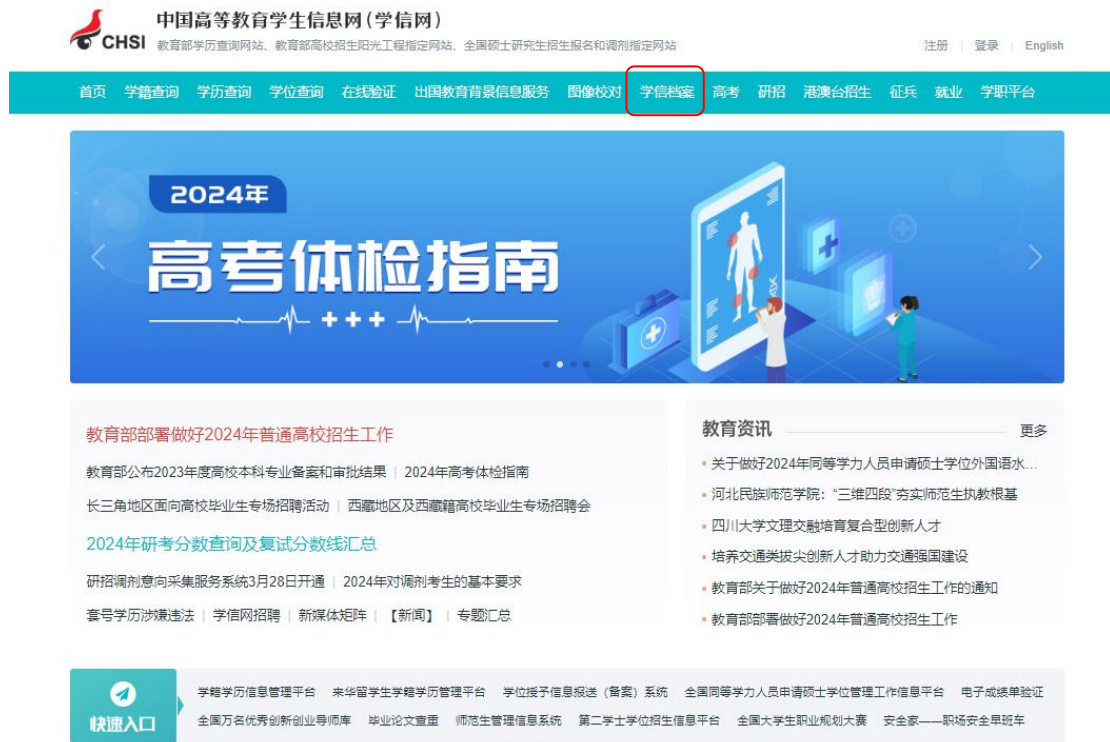 中国高等教育学生信息网(学信网)
CHSI 教育部学历查询网站、教育部高校招生阳光工程指定网站、全国硕士研究生招生报名和调剂指定网站
注册 | 登录 | English
首页 学籍查询 学历查询 学位查询 在线验证 出国教育背景信息服务 图像校对 学信档案 高考 研招 港澳台招生 征兵 就业 学职平台
2024年
高考体检指南
教育部部署做好2024年普通高校招生工作
教育部公布2023年度高校本科专业备案和审批结果 | 2024年高考体检指南
长三角地区面向高校毕业生专场招聘活动 | 西藏地区及西藏籍高校毕业生专场招聘会
2024年研考分数查询及复试分数线汇总
研招调剂意向采集服务系统3月28日开通 | 2024年对调剂考生的基本要求
套号学历涉嫌违法 | 学信网招聘 | 新媒体矩阵 | 【新闻】 | 专题汇总
教育资讯 更多
• 关于做好2024年同等学力人员申请硕士学位外国语水...
• 河北民族师范学院：“三维四段”夯实师范生执教根基
• 四川大学文理交融培育复合型创新人才
• 培养交通类拔尖创新人才助力交通强国建设
• 教育部关于做好2024年普通高校招生工作的通知
• 教育部部署做好2024年普通高校招生工作
快速入口
学籍学历信息管理平台 来华留学生学籍学历管理平台 学位授予信息报送（备案）系统 全国同等学力人员申请硕士学位管理工作信息平台 电子成绩单验证
全国万名优秀创新创业导师库 毕业论文查重 师范生管理信息系统 第二学士学位招生信息平台 全国大学生职业规划大赛 安全家——职场安全早班车